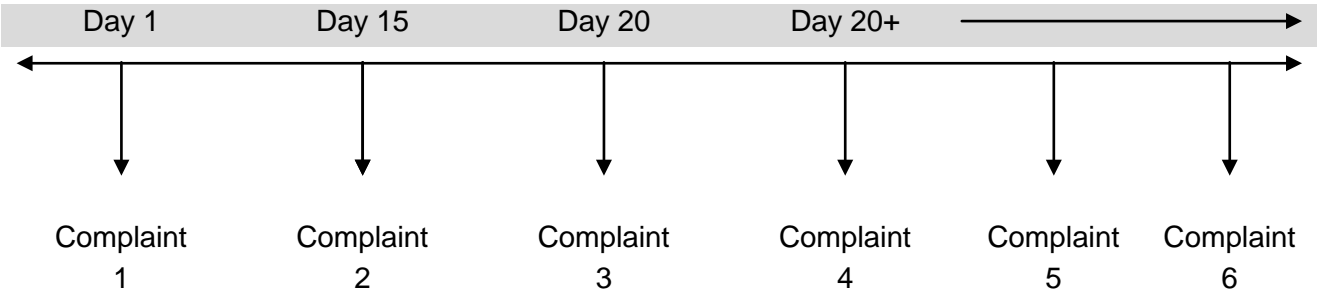 Day 1 Day 15 Day 20 Day 20+
Complaint Complaint Complaint Complaint Complaint Complaint
1 2 3 4 5 6